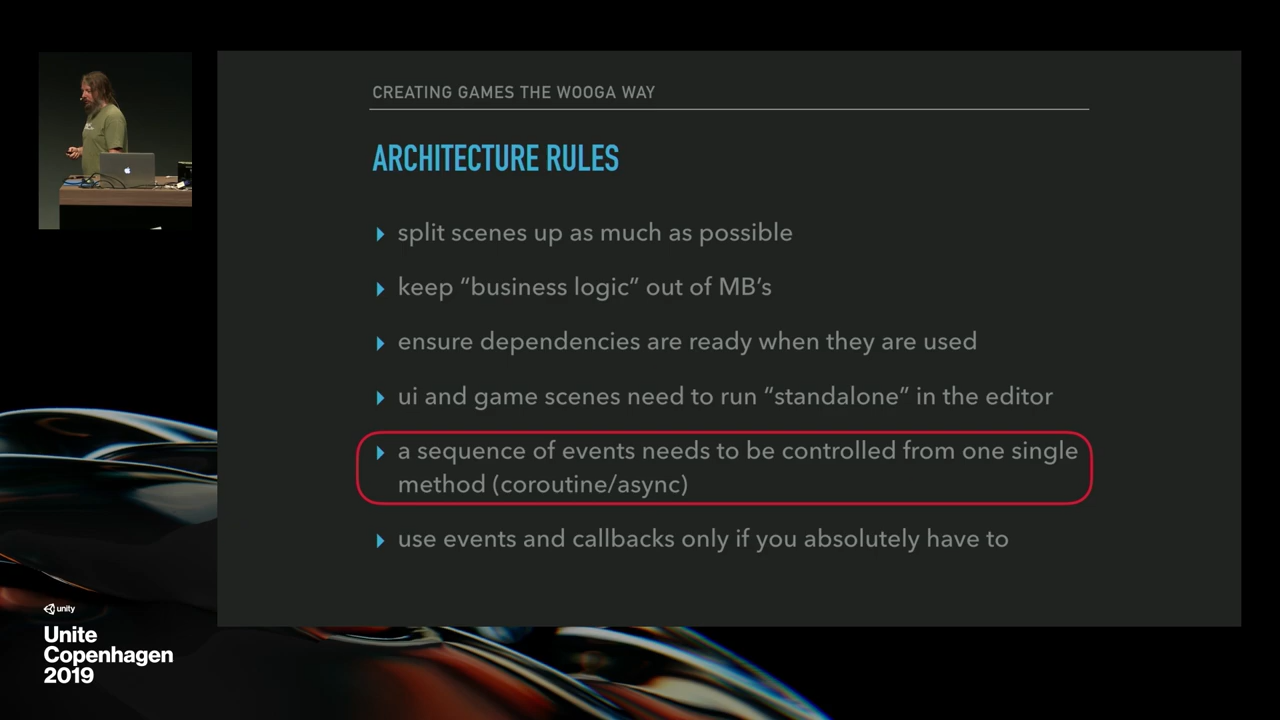 CREATING GAMES THE WOOGA WAY
ARCHITECTURE RULES
split scenes up as much as possible
keep “business logic” out of MB’s
ensure dependencies are ready when they are used
ui and game scenes need to run “standalone” in the editor
a sequence of events needs to be controlled from one single
method (coroutine/async)
use events and callbacks only if you absolutely have to
unity
Unite
Copenhagen
2019